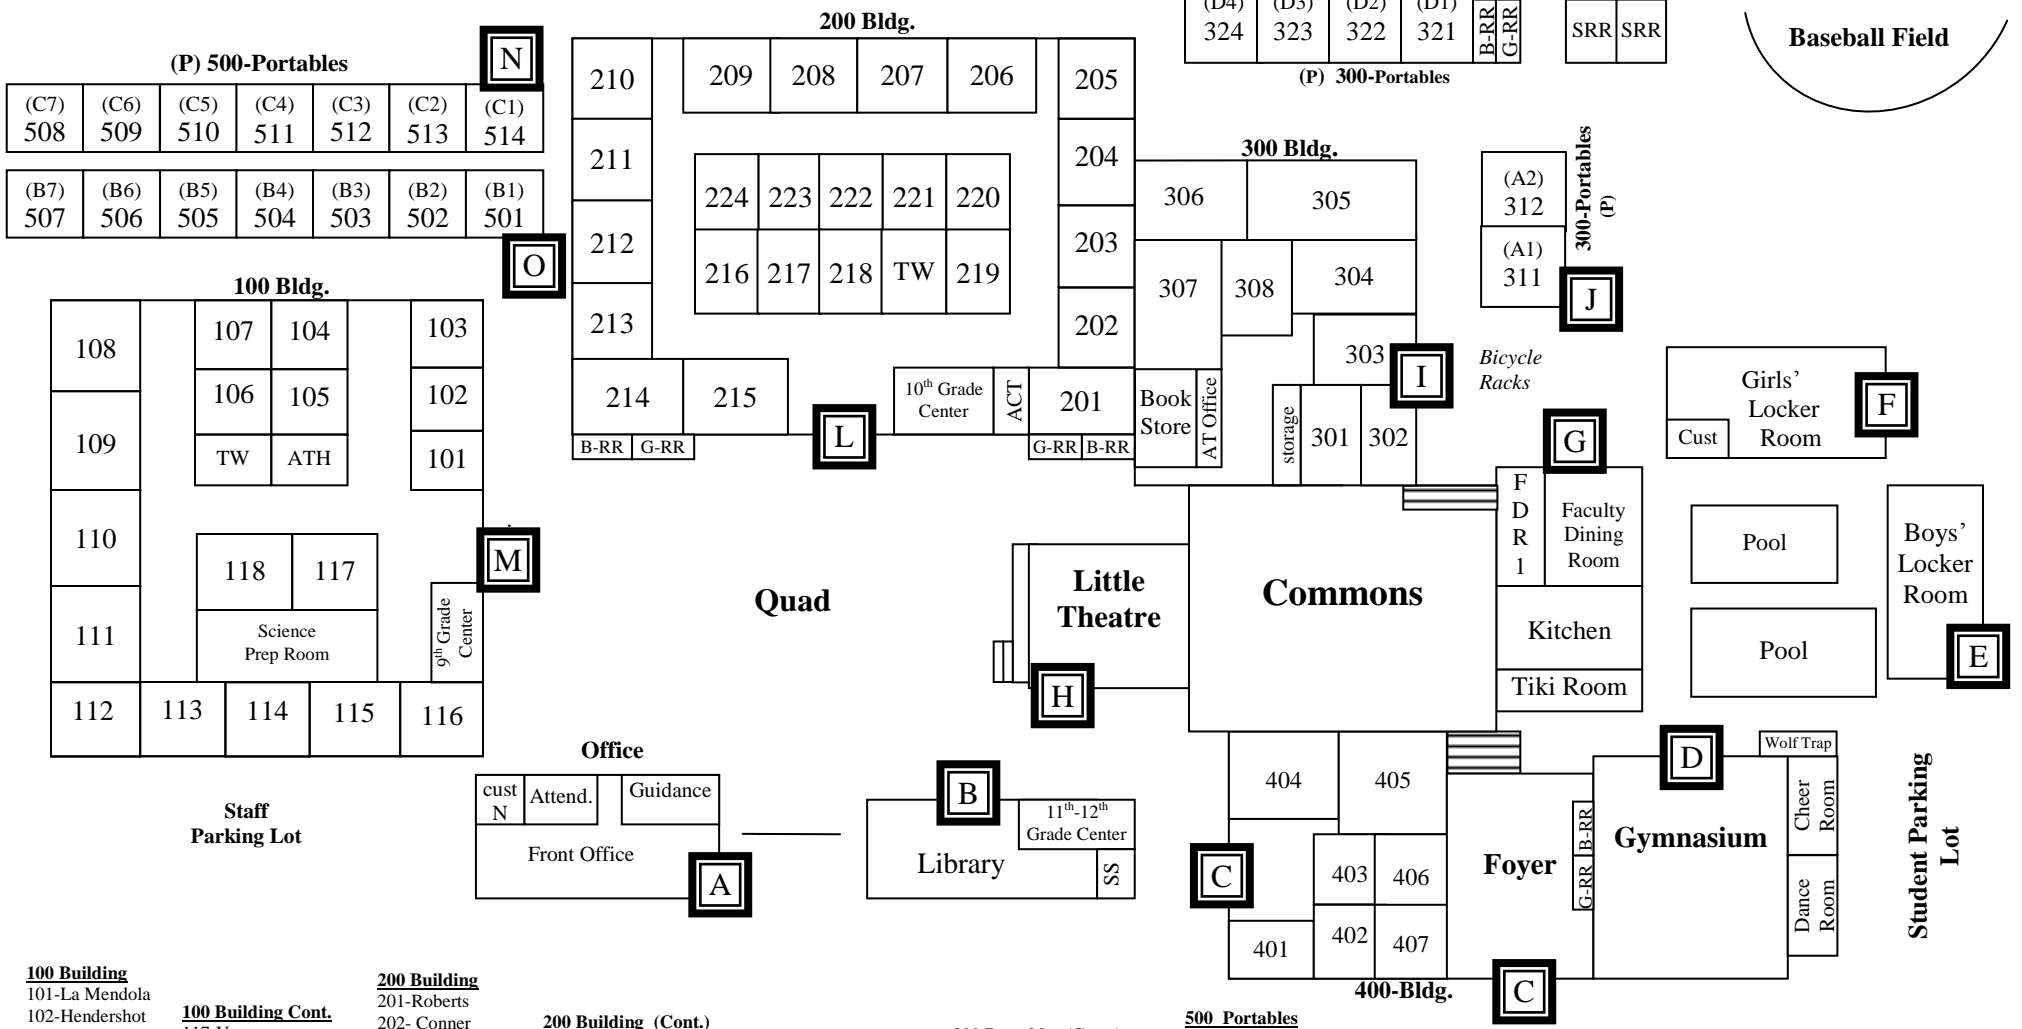 200 Bldg.
(D4)
324
(D3)
323
(D2)
322
(D1)
321
B-RR
G-RR
SRR
SRR
Baseball Field
(P) 300-Portables
(P) 500-Portables
N
(C7)
508
(C6)
509
(C5)
510
(C4)
511
(C3)
512
(C2)
513
(C1)
514
(B7)
507
(B6)
506
(B5)
505
(B4)
504
(B3)
503
(B2)
502
(B1)
501
O
210
209
208
207
206
205
211
204
224
223
222
221
220
212
203
216
217
218
TW
219
213
202
214
215
L
10th Grade
Center
ACT
201
B-RR
G-RR
G-RR
B-RR
300 Bldg.
306
305
307
308
304
303
I
Book
Store
AT Office
storage
301
302
(A2)
312
(A1)
311
300-Portables
(P)
J
Bicycle
Racks
Girls'
Locker
Room
Cust
F
G
F
D
R
1
Faculty
Dining
Room
Pool
Boys'
Locker
Room
E
Kitchen
Pool
Tiki Room
100 Bldg.
108
107
104
103
106
105
102
109
TW
ATH
101
110
118
117
M
111
Science
Prep Room
9th Grade
Center
112
113
114
115
116
Quad
Little
Theatre
H
Commons
Office
Staff
Parking Lot
cust
N
Attend.
Guidance
Front Office
A
B
11th-12th
Grade Center
Library
SS
404
405
C
403
406
401
402
407
400-Bldg.
Foyer
B-RR
G-RR
C
D
Gymnasium
Wolf Trap
Cheer
Room
Dance
Room
Student Parking
Lot
100 Building
101-La Mendola
102-Hendershot
100 Building Cont.
200 Building
201-Roberts
202- Conner
200 Building (Cont.)
500 Portables